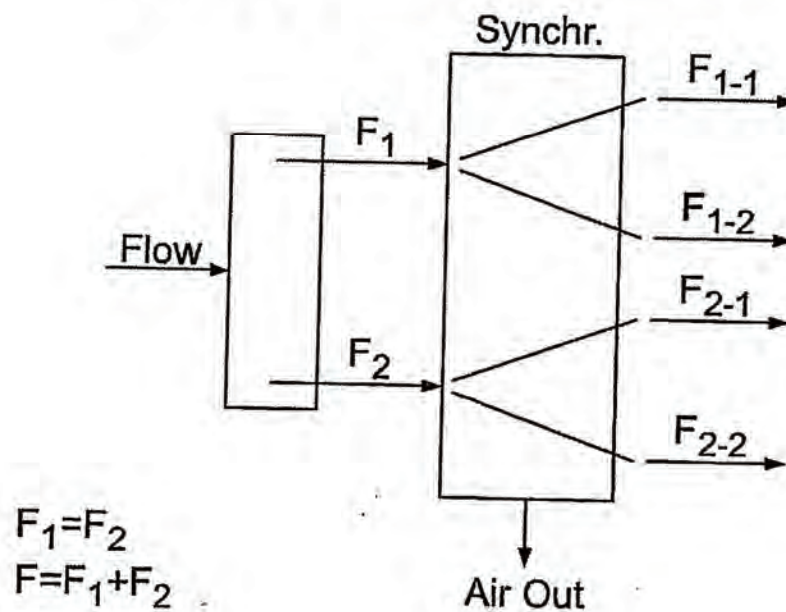 Synchr.
F1-1
F1
F1-2
Flow
F2-1
F2
F2-2
F1=F2
F=F1+F2
Air Out